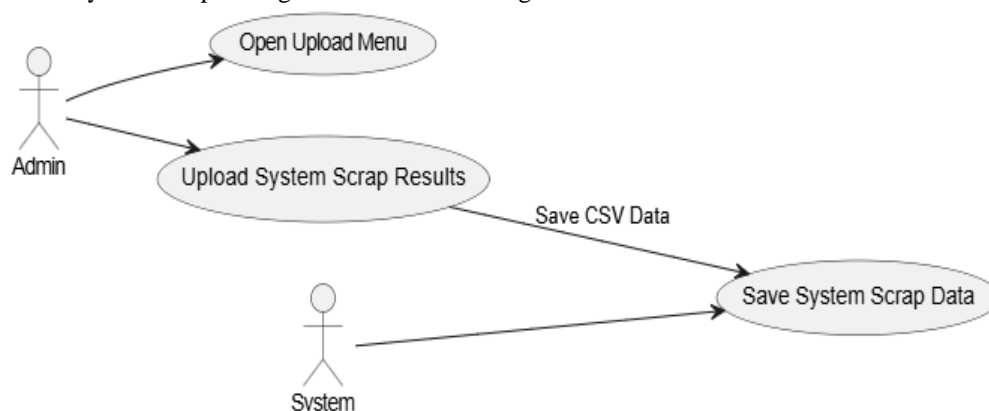 Open Upload Menu
Admin
Upload System Scrap Results
Save CSV Data
Save System Scrap Data
System